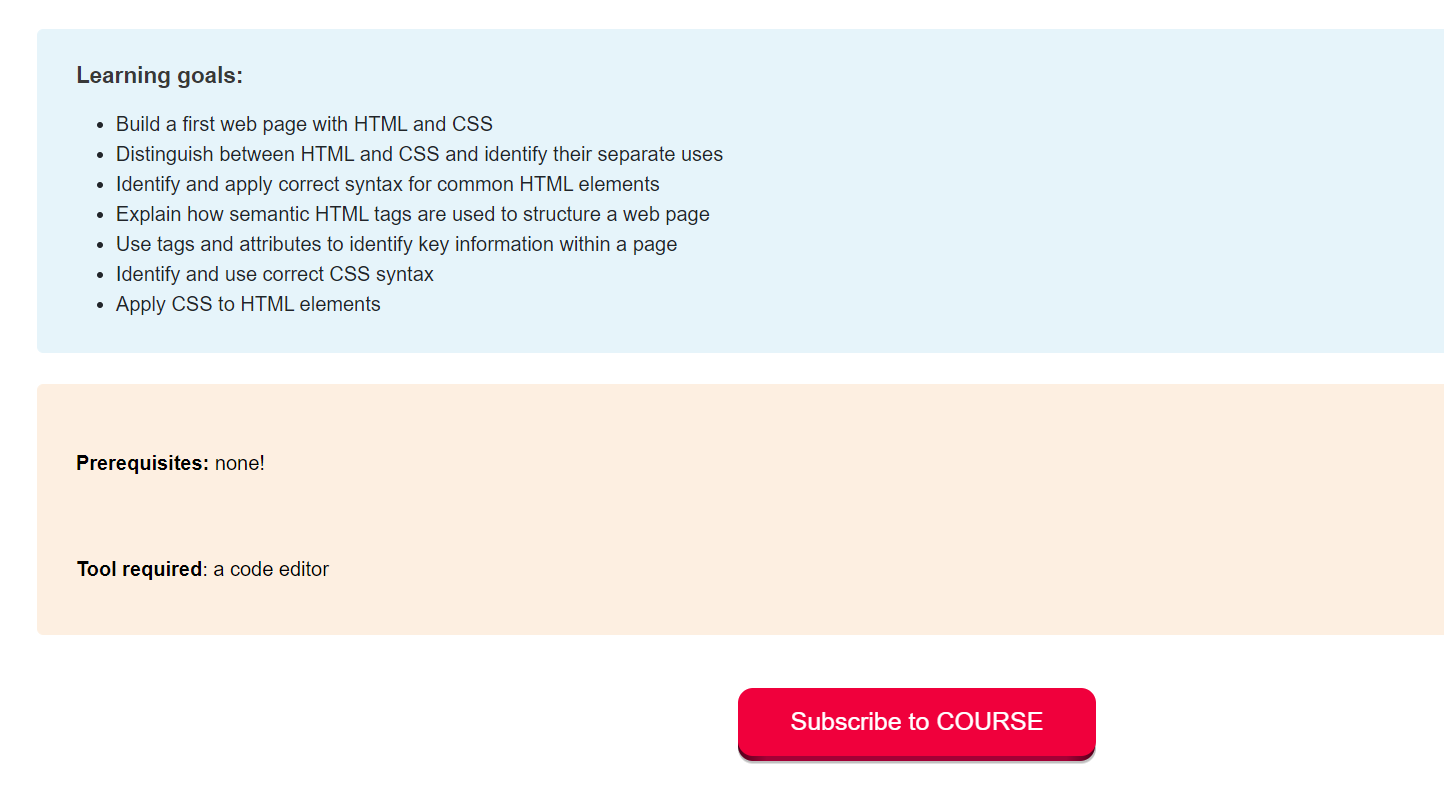 Learning goals:
Build a first web page with HTML and CSS
Distinguish between HTML and CSS and identify their separate uses
Identify and apply correct syntax for common HTML elements
Explain how semantic HTML tags are used to structure a web page
Use tags and attributes to identify key information within a page
Identify and use correct CSS syntax
Apply CSS to HTML elements
Prerequisites: none!
Tool required: a code editor
Subscribe to COURSE